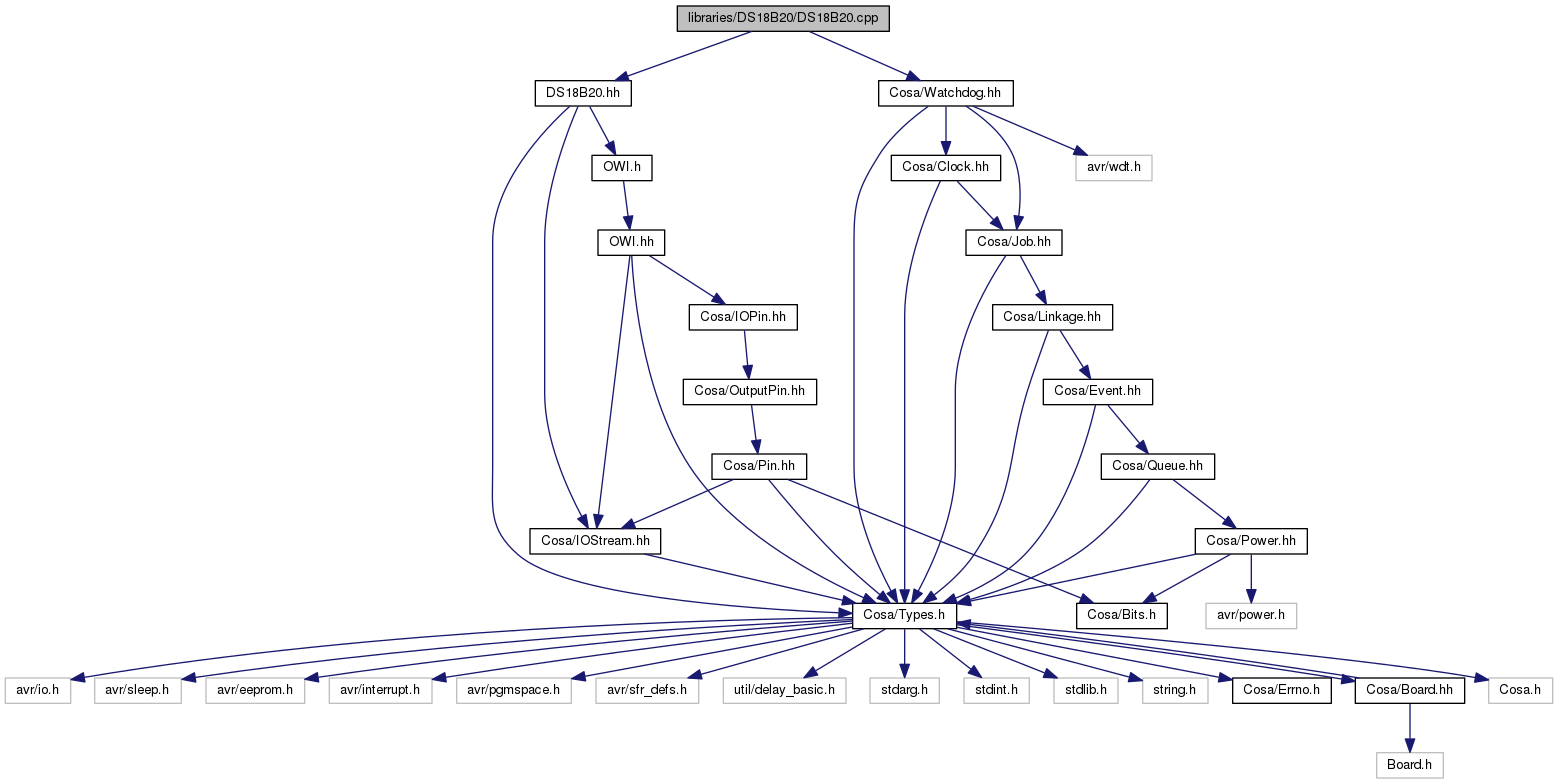 libraries/DS18B20/DS18B20.cpp
DS18B20.hh
Cosa/Watchdog.hh
OWI.h
Cosa/Clock.hh
avr/wdt.h
OWI.hh
Cosa/Job.hh
Cosa/IOPin.hh
Cosa/Linkage.hh
Cosa/OutputPin.hh
Cosa/Event.hh
Cosa/Pin.hh
Cosa/Queue.hh
Cosa/IOStream.hh
Cosa/Power.hh
Cosa/Types.h
Cosa/Bits.h
avr/power.h
avr/io.h
avr/sleep.h
avr/eeprom.h
avr/interrupt.h
avr/pgmspace.h
avr/sfr_defs.h
util/delay_basic.h
stdarg.h
stdint.h
stdlib.h
string.h
Cosa/Errno.h
Cosa/Board.hh
Cosa.h
Board.h